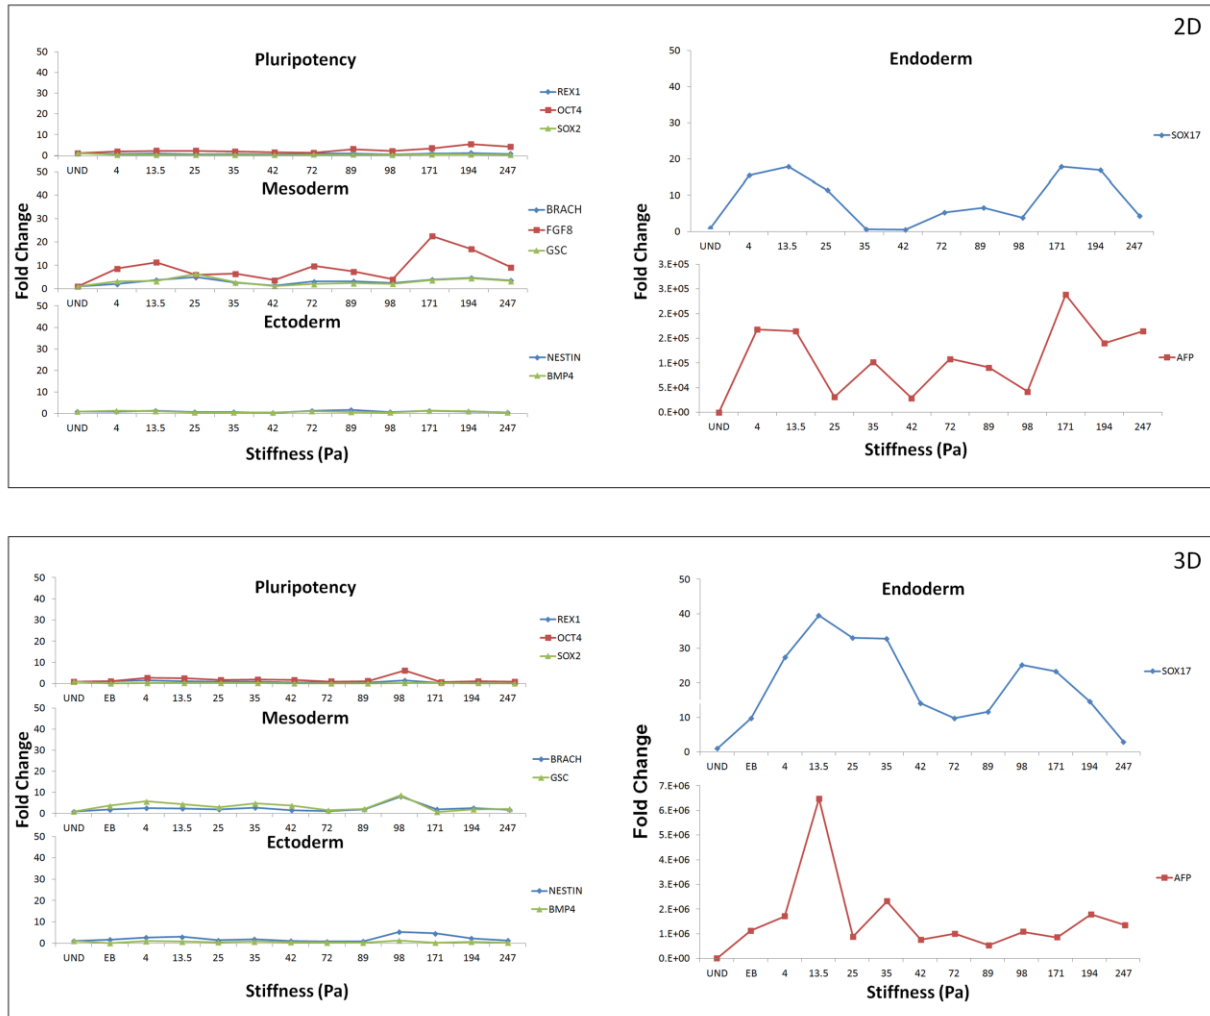 2D
Pluripotency
50
40
30
20
10
0
REX1
OCT4
SOX2
UND 4 13.5 25 35 42 72 89 98 171 194 247
Mesoderm
50
40
30
20
10
0
BRACH
FGF8
GSC
UND 4 13.5 25 35 42 72 89 98 171 194 247
Ectoderm
50
40
30
20
10
0
NESTIN
BMP4
UND 4 13.5 25 35 42 72 89 98 171 194 247
Fold Change
Stiffness (Pa)
Endoderm
50
40
30
20
10
0
SOX17
UND 4 13.5 25 35 42 72 89 98 171 194 247
Fold Change
3.E+05
3.E+05
2.E+05
2.E+05
1.E+05
5.E+04
0.E+00
AFP
UND 4 13.5 25 35 42 72 89 98 171 194 247
Stiffness (Pa)
3D
Pluripotency
50
40
30
20
10
0
REX1
OCT4
SOX2
UND EB 4 13.5 25 35 42 72 89 98 171 194 247
Mesoderm
50
40
30
20
10
0
BRACH
GSC
UND EB 4 13.5 25 35 42 72 89 98 171 194 247
Ectoderm
50
40
30
20
10
0
NESTIN
BMP4
UND EB 4 13.5 25 35 42 72 89 98 171 194 247
Fold Change
Stiffness (Pa)
Endoderm
50
40
30
20
10
0
SOX17
UND EB 4 13.5 25 35 42 72 89 98 171 194 247
Fold Change
7.E+06
6.E+06
5.E+06
4.E+06
3.E+06
2.E+06
1.E+06
0.E+00
AFP
UND EB 4 13.5 25 35 42 72 89 98 171 194 247
Stiffness (Pa)